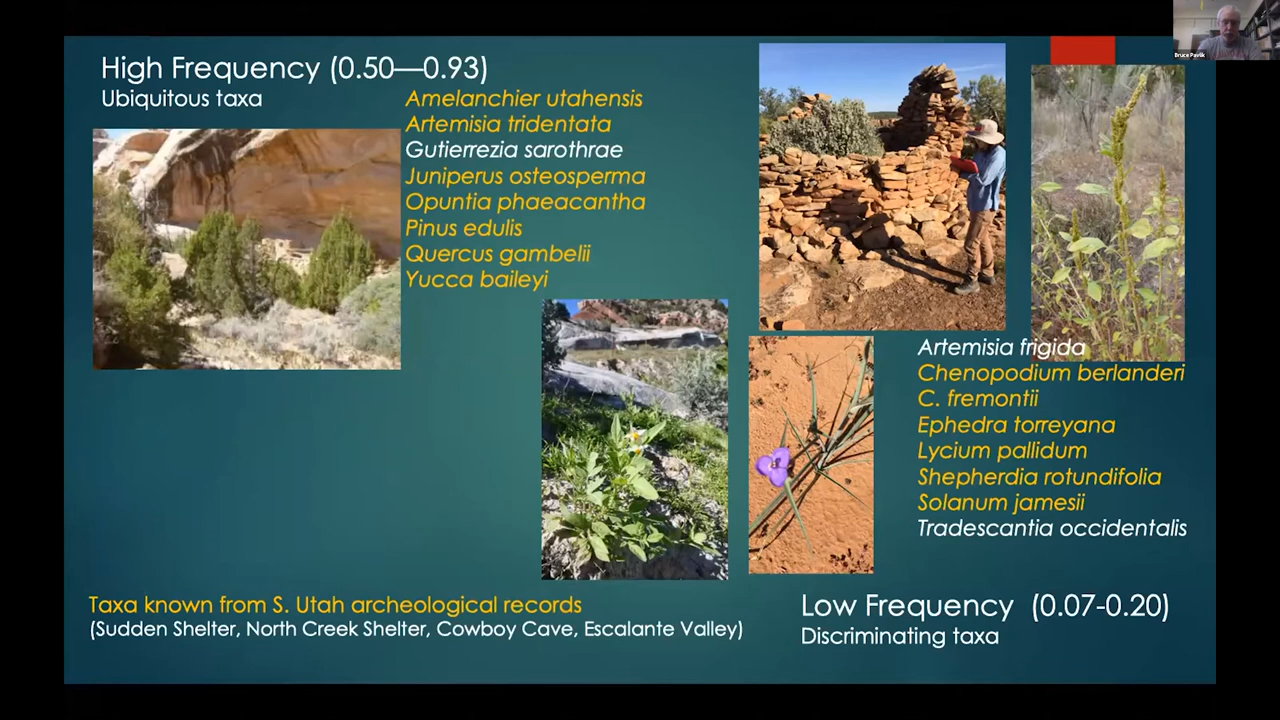 High Frequency (0.50—0.93)
Ubiquitous taxa
Amelanchier utahensis
Artemisia tridentata
Gutierrezia sarothrae
Juniperus osteosperma
Opuntia phaeacantha
Pinus edulis
Quercus gambelii
Yucca baileyi
Bruce Pavlik
Artemisia frigida
Chenopodium berlanderi
C. fremontii
Ephedra torreyana
Lycium pallidum
Shepherdia rotundifolia
Solanum jamesii
Tradescantia occidentalis
Taxa known from S. Utah archeological records
(Sudden Shelter, North Creek Shelter, Cowboy Cave, Escalante Valley)
Low Frequency (0.07-0.20)
Discriminating taxa